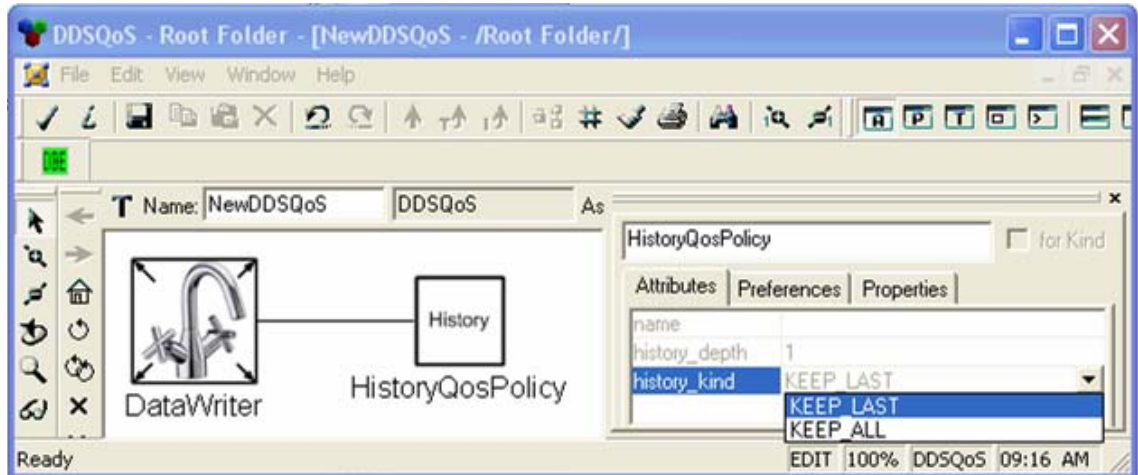 DDSQoS - Root Folder - [NewDDSQoS - /Root Folder/]
File Edit View Window Help
Name: NewDDSQoS DDSQoS As
HistoryQosPolicy for Kind
Attributes Preferences Properties
name
history_depth 1
history_kind KEEP_LAST
KEEP_LAST
KEEP_ALL
History
DataWriter HistoryQosPolicy
Ready EDIT 100% DDSQoS 09:16 AM